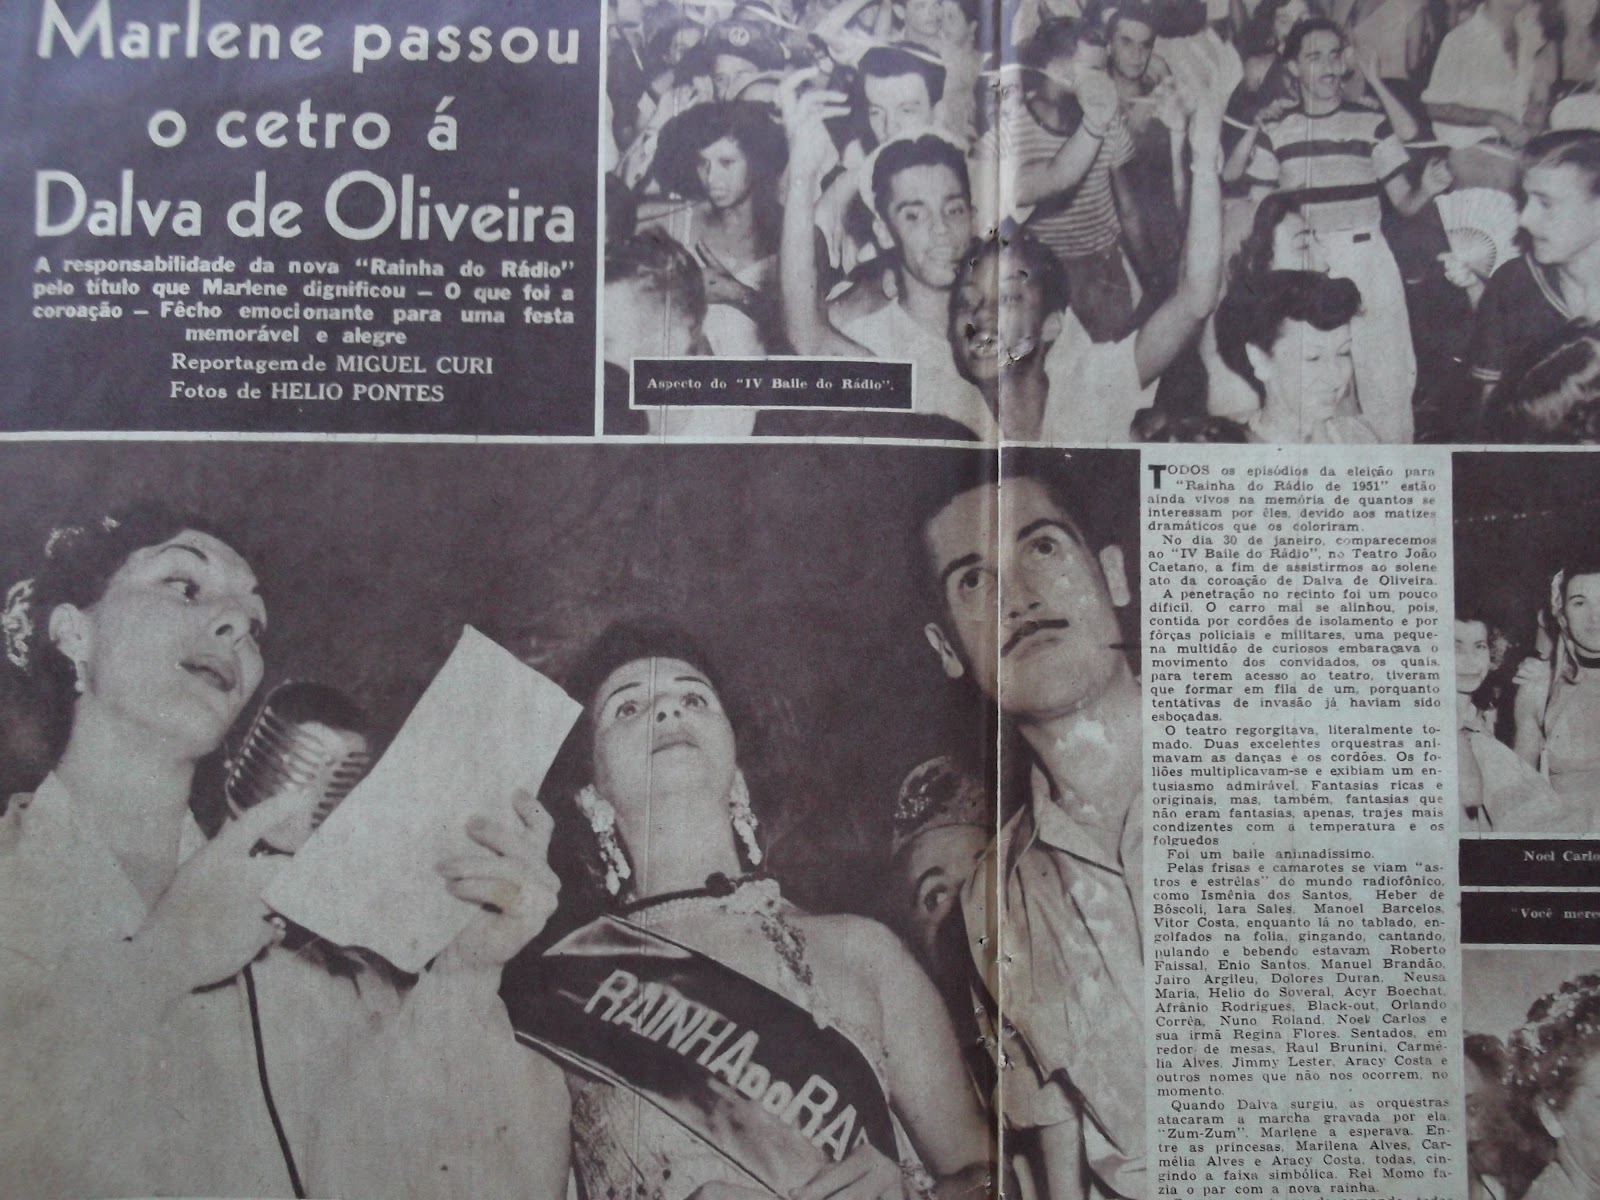 Marlene passou
o cetro á
Dalva de Oliveira
A responsabilidade da nova "Rainha do Rádio"
pelo título que Marlene dignificou — O que foi a
coroação — Fêcho emocionante para uma festa
memorável e alegre
Reportagem de MIGUEL CURI
Fotos de HELIO PONTES
Aspecto do "IV Baile do Rádio".
RAINHA DO RA
TODOS os episódios da eleição para
"Rainha do Rádio de 1951" estão
ainda vivos na memória de quantos se
interessam por êles, devido aos matizes
dramáticos que os coloriram.
No dia 30 de janeiro, comparecemos
ao "IV Baile do Rádio", no Teatro João
Caetano, a fim de assistirmos ao solene
ato da coroação de Dalva de Oliveira.
A penetração no recinto foi um pouco
difícil. O carro mal se alinhou, pois,
contida por cordões de isolamento e por
fôrças policiais e militares, uma peque-
na multidão de curiosos embaraçava o
movimento dos convidados, os quais,
para terem acesso ao teatro, tiveram
que formar em fila de um, porquanto
tentativas de invasão já haviam sido
esboçadas.
O teatro regorgitava, literalmente to-
mado. Duas excelentes orquestras ani-
mavam as danças e os cordões. Os fo-
liões multiplicavam-se e exibiam um en-
tusiasmo admirável. Fantasias ricas e
originais, mas, também, fantasias que
não eram fantasias, apenas, trajes mais
condizentes com a temperatura e os
folguedos
Foi um baile animadíssimo.
Pelas frisas e camarotes se viam "as-
tros e estrêlas" do mundo radiofônico,
como Ismênia dos Santos, Heber de
Bôscoli, Iara Sales, Manoel Barcelos,
Vitor Costa, enquanto lá no tablado, en-
golfados na folia, gingando, cantando,
pulando e bebendo estavam Roberto
Faissal, Enio Santos, Manuel Brandão,
Jairo Argileu, Dolores Duran, Neusa
Maria, Helio do Soveral, Acyr Boechat,
Afrânio Rodrigues, Black-out, Orlando
Corrêa, Nuno Roland, Noel Carlos e
sua irmã Regina Flores. Sentados, em
redor de mesas, Raul Brunini, Carmé-
lia Alves, Jimmy Lester, Aracy Costa e
outros nomes que não nos ocorrem, no
momento.
Quando Dalva surgiu, as orquestras
atacaram a marcha gravada por ela,
"Zum-Zum". Marlene a esperava. En-
tre as princesas, Marilena Alves, Car-
mélia Alves e Aracy Costa, todas, cin-
gindo a faixa simbólica. Rei Momo fa-
zia o par com a nova rainha.
Noel Carlo
"Você mere